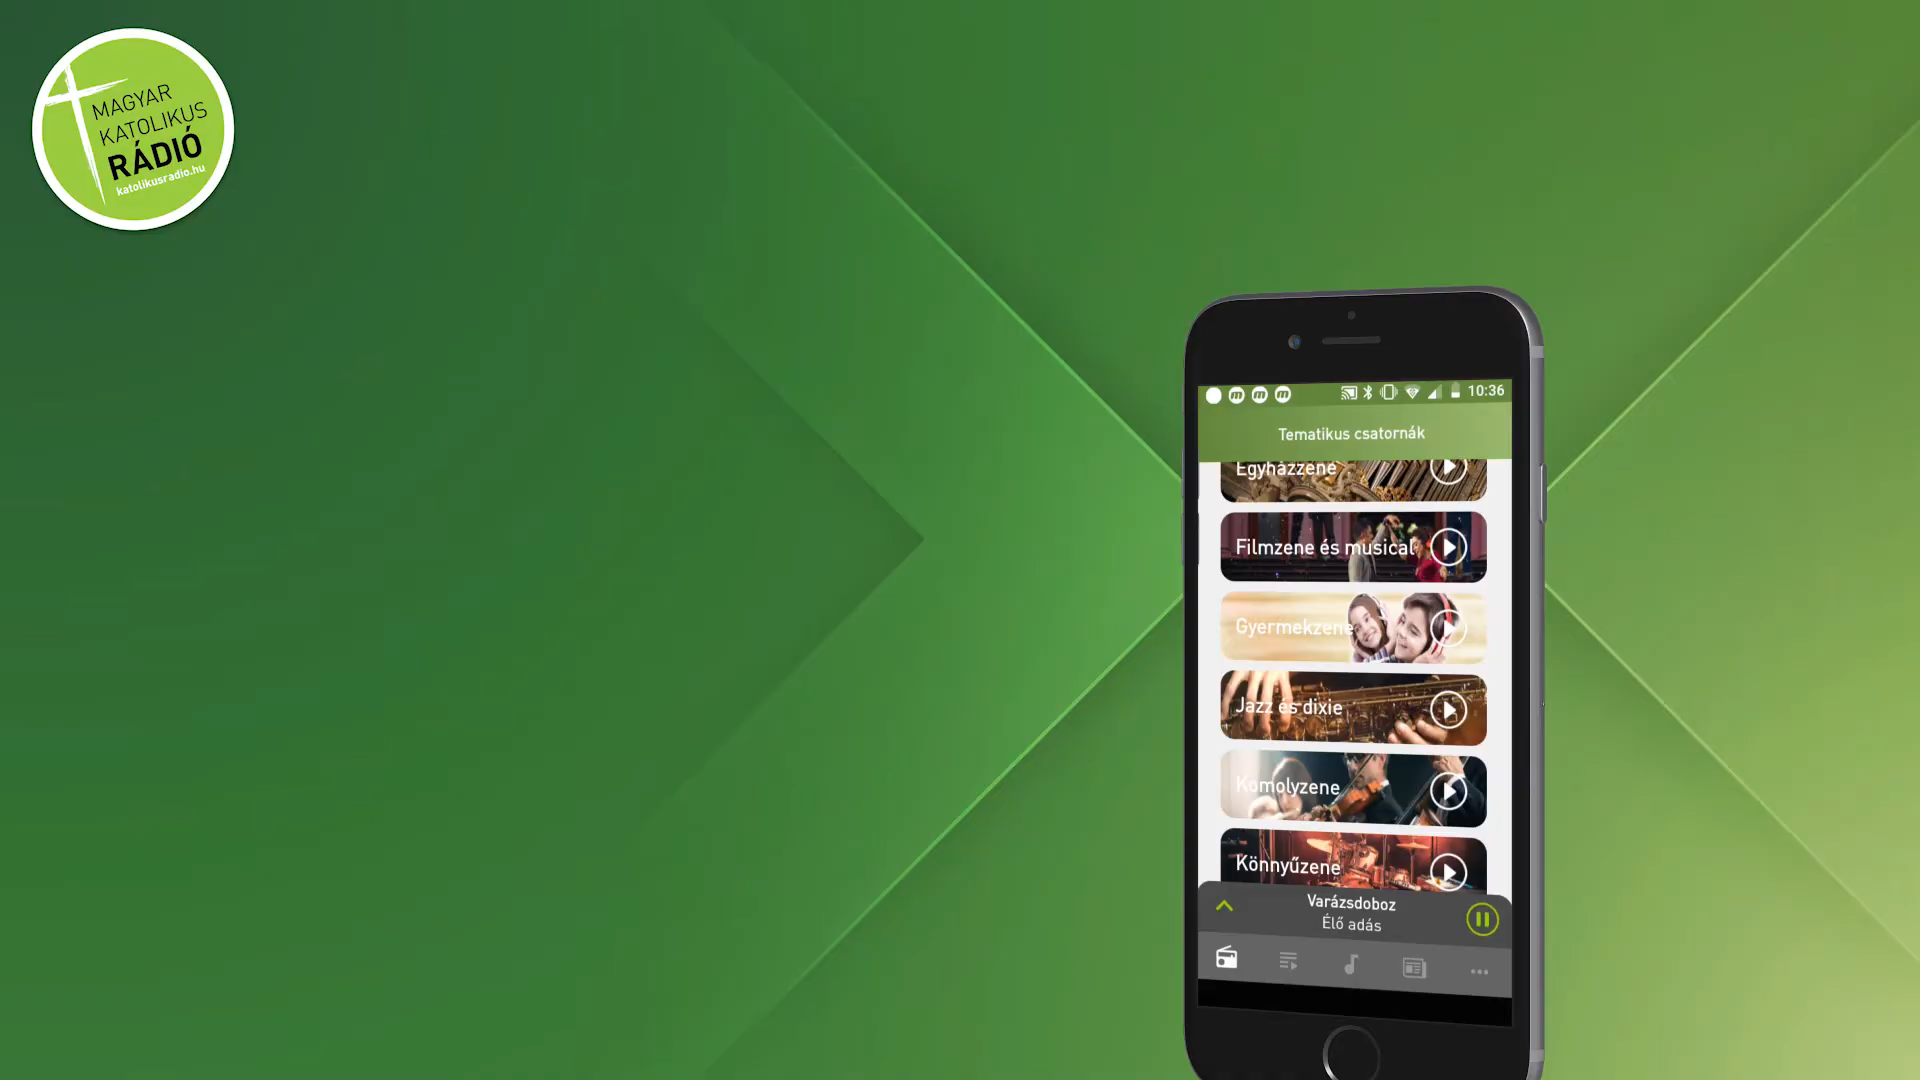 MAGYAR
KATOLIKUS
RÁDIÓ
katolikusradio.hu
10:36
Tematikus csatornák
Egyházzene
Filmzene és musical
Gyermekzene
Jazz és dixie
Komolyzene
Könnyűzene
Varázsdoboz
Élő adás